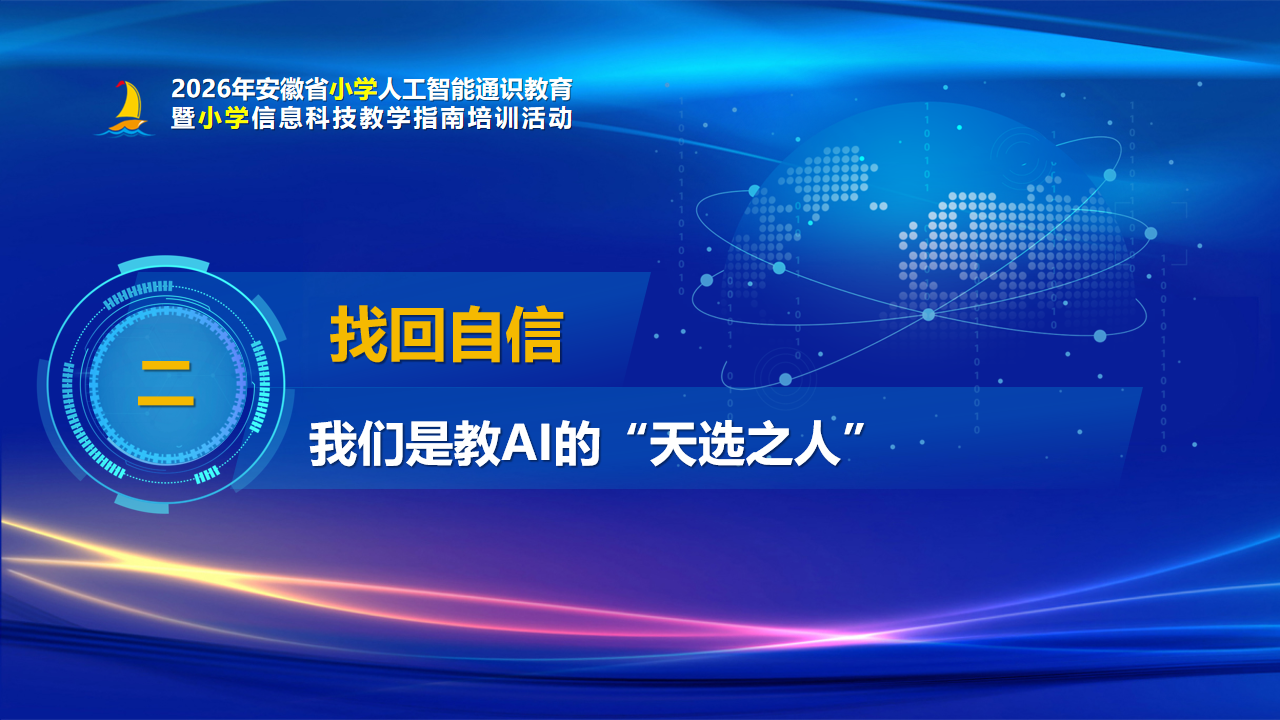 2026年安徽省小学人工智能通识教育
暨小学信息科技教学指南培训活动
二
找回自信
我们是教AI的“天选之人”